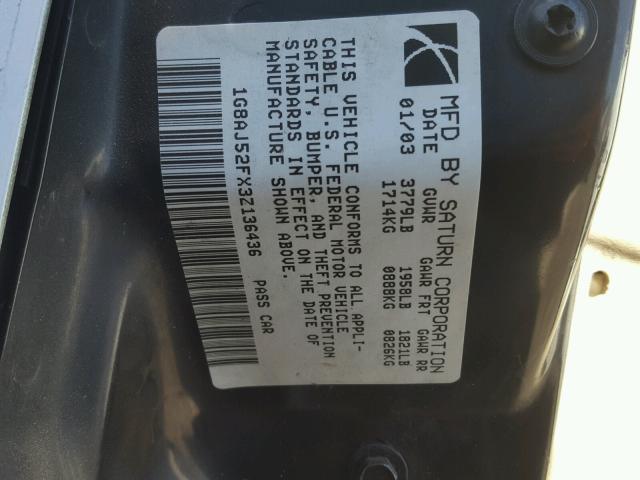 MFD BY SATURN CORPORATION
DATE GVWR GAWR FRT GAWR RR
01/03 3779LB 1958LB 1821LB
1714KG 0888KG 0826KG
THIS VEHICLE CONFORMS TO ALL APPLI-
CABLE U.S. FEDERAL MOTOR VEHICLE
SAFETY, BUMPER, AND THEFT PREVENTION
STANDARDS IN EFFECT ON THE DATE OF
MANUFACTURE SHOWN ABOVE.
1G8AJ52FX3Z136436 PASS CAR